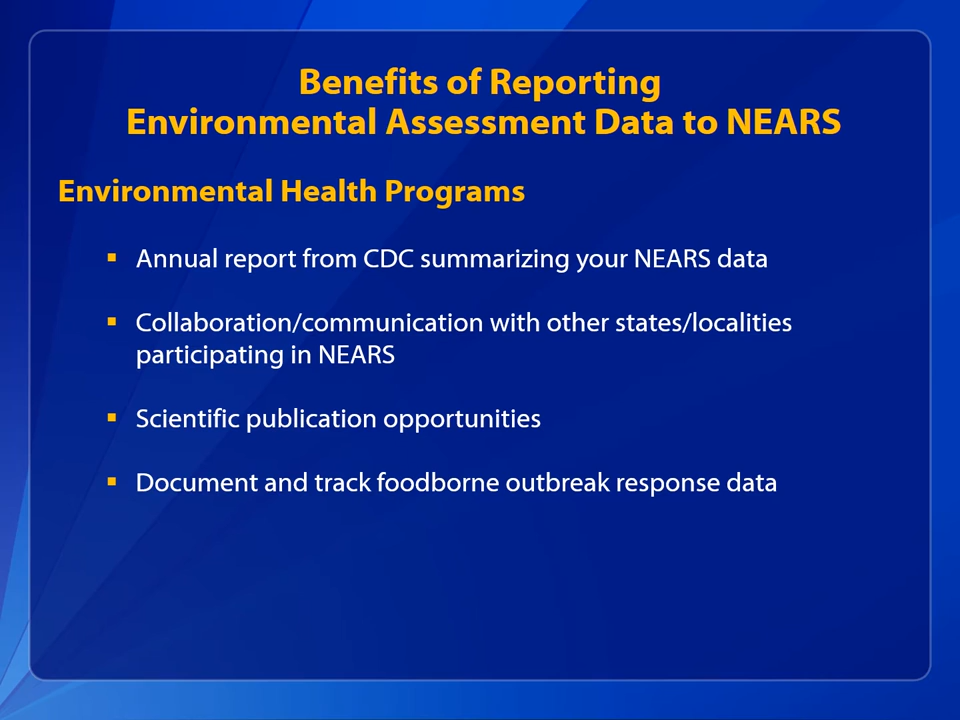 Benefits of Reporting
Environmental Assessment Data to NEARS
Environmental Health Programs
▪ Annual report from CDC summarizing your NEARS data
▪ Collaboration/communication with other states/localities
participating in NEARS
▪ Scientific publication opportunities
▪ Document and track foodborne outbreak response data